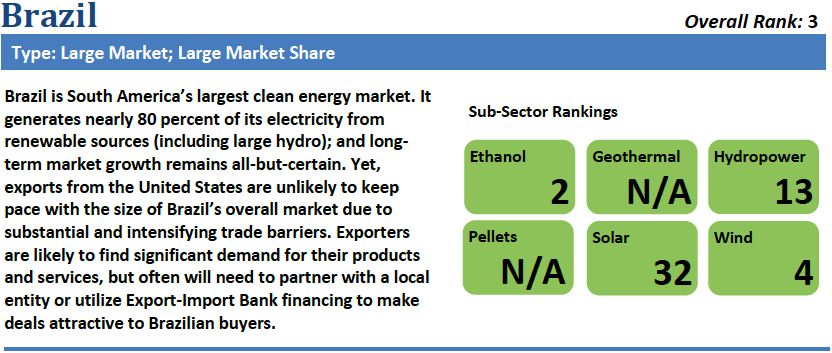 Brazil
Overall Rank: 3
Type: Large Market; Large Market Share
Brazil is South America's largest clean energy market. It
generates nearly 80 percent of its electricity from
renewable sources (including large hydro); and long-
term market growth remains all-but-certain. Yet,
exports from the United States are unlikely to keep
pace with the size of Brazil's overall market due to
substantial and intensifying trade barriers. Exporters
are likely to find significant demand for their products
and services, but often will need to partner with a local
entity or utilize Export-Import Bank financing to make
deals attractive to Brazilian buyers.
Sub-Sector Rankings
Ethanol
2
Geothermal
N/A
Hydropower
13
Pellets
N/A
Solar
32
Wind
4